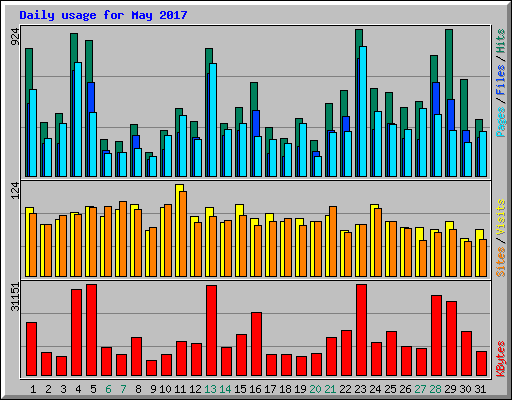 Daily usage for May 2017
924
Pages / Files / Hits
124
Sites / Visits
31151
KBytes
1 2 3 4 5 6 7 8 9 10 11 12 13 14 15 16 17 18 19 20 21 22 23 24 25 26 27 28 29 30 31